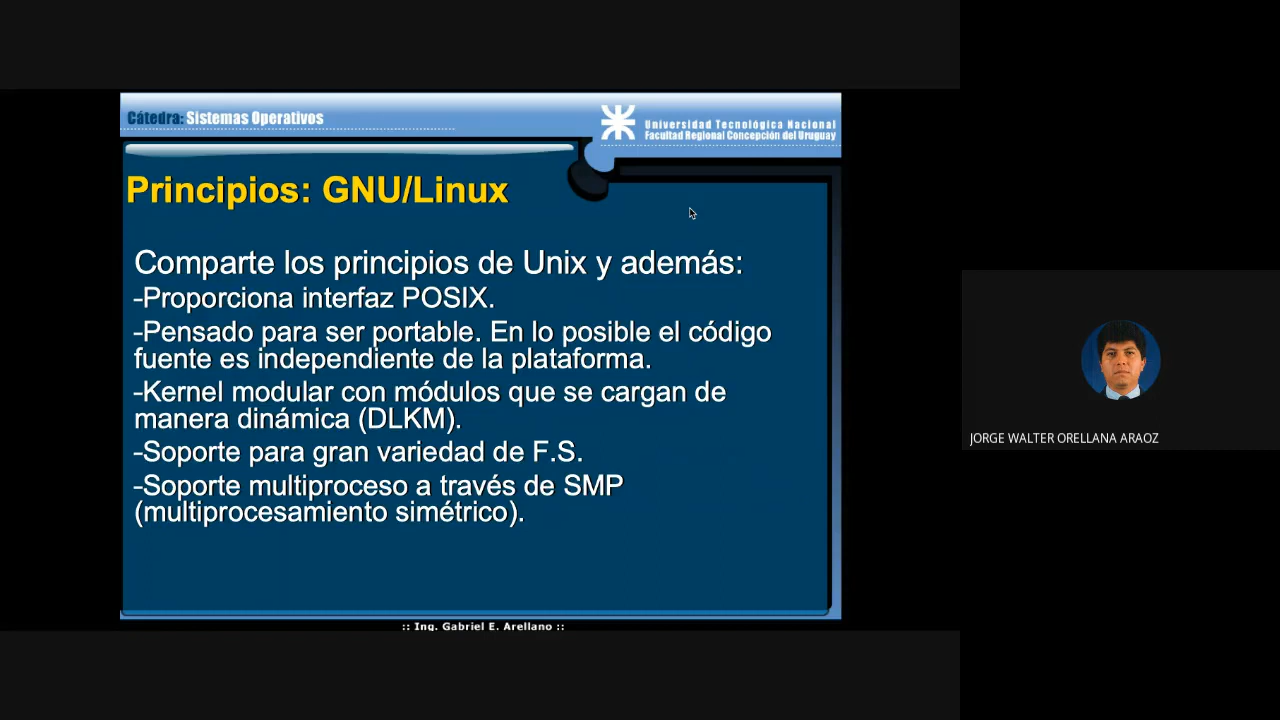 Cátedra: Sistemas Operativos
Universidad Tecnológica Nacional
Facultad Regional Concepción del Uruguay
Principios: GNU/Linux
Comparte los principios de Unix y además:
-Proporciona interfaz POSIX.
-Pensado para ser portable. En lo posible el código
fuente es independiente de la plataforma.
-Kernel modular con módulos que se cargan de
manera dinámica (DLKM).
-Soporte para gran variedad de F.S.
-Soporte multiproceso a través de SMP
(multiprocesamiento simétrico).
:: Ing. Gabriel E. Arellano ::
JORGE WALTER ORELLANA ARAOZ